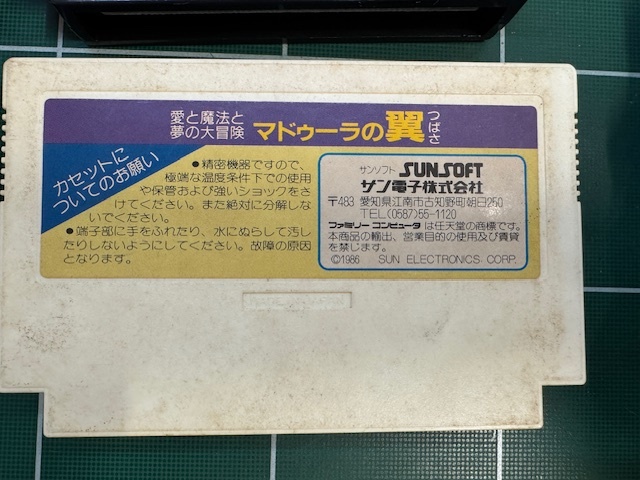 愛と魔法と
夢の大冒険
マドゥーラの翼
つばさ
カセットに
ついてのお願い
●精密機器ですので、
極端な温度条件下での使用
や保管および強いショックをさ
けてください。また絶対に分解しな
いでください。
●端子部に手をふれたり、水にぬらして汚し
たりしないようにしてください。故障の原因
となります。
サンソフト SUNSOFT
サン電子株式会社
〒483 愛知県江南市古知野町朝日250
TEL(0587)55-1120
ファミリーコンピュータは任天堂の商標です。
本商品の輸出、営業目的の使用及び賃貸
を禁じます。
©1986 SUN ELECTRONICS CORP.